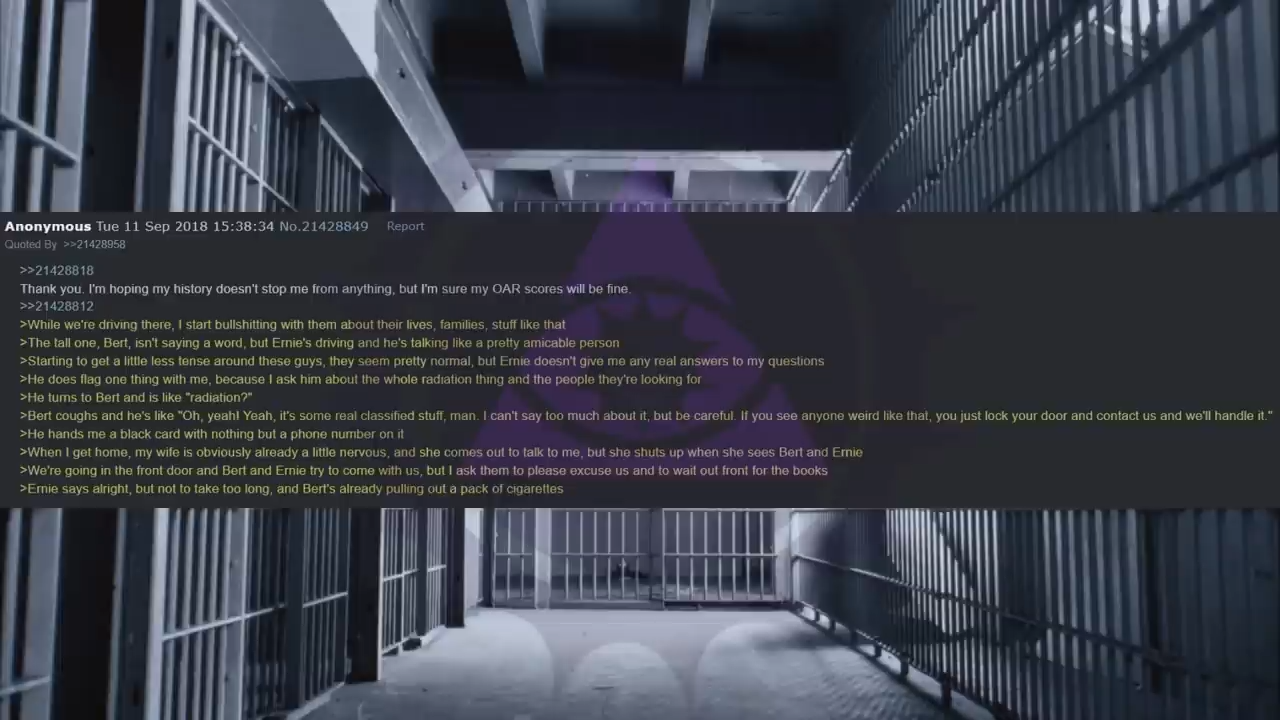 Anonymous Tue 11 Sep 2018 15:38:34 No.21428849 Report
Quoted By >>21428958
>>21428818
Thank you. I'm hoping my history doesn't stop me from anything, but I'm sure my OAR scores will be fine.
>>21428812
>While we're driving there, I start bullshitting with them about their lives, families, stuff like that
>The tall one, Bert, isn't saying a word, but Ernie's driving and he's talking like a pretty amicable person
>Starting to get a little less tense around these guys, they seem pretty normal, but Ernie doesn't give me any real answers to my questions
>He does flag one thing with me, because I ask him about the whole radiation thing and the people they're looking for
>He turns to Bert and is like "radiation?"
>Bert coughs and he's like "Oh, yeah! Yeah, it's some real classified stuff, man. I can't say too much about it, but be careful. If you see anyone weird like that, you just lock your door and contact us and we'll handle it."
>He hands me a black card with nothing but a phone number on it
>When I get home, my wife is obviously already a little nervous, and she comes out to talk to me, but she shuts up when she sees Bert and Ernie
>We're going in the front door and Bert and Ernie try to come with us, but I ask them to please excuse us and to wait out front for the books
>Ernie says alright, but not to take too long, and Bert's already pulling out a pack of cigarettes